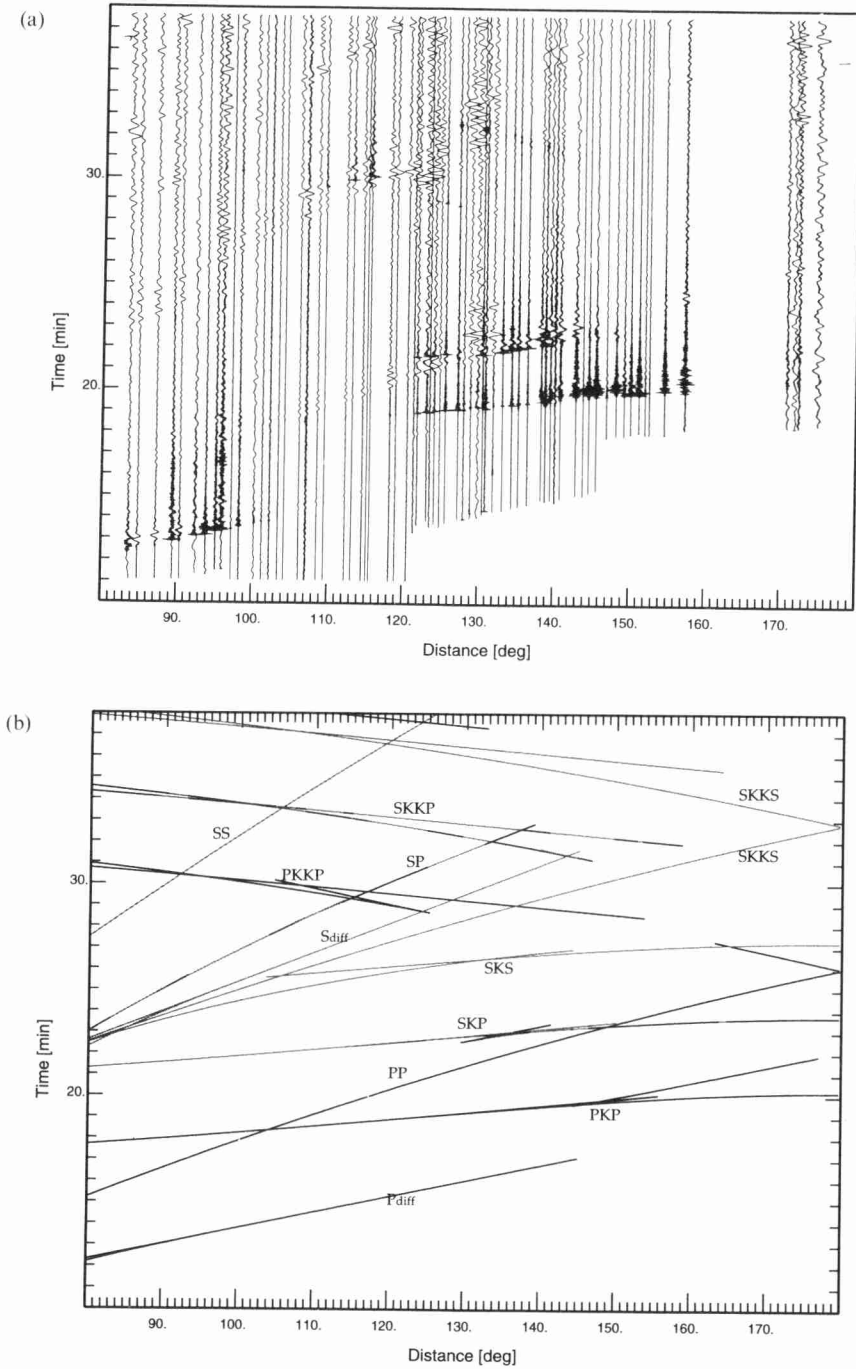 (a)
30.
20.
Time [min]
90. 100. 110. 120. 130. 140. 150. 160. 170.
Distance [deg]
(b)
SKKS
SKKP
SS
SP
SKKS
30.
PKKP
Sdiff
SKS
SKP
Time [min]
20.
PP
PKP
Pdiff
90. 100. 110. 120. 130. 140. 150. 160. 170.
Distance [deg]